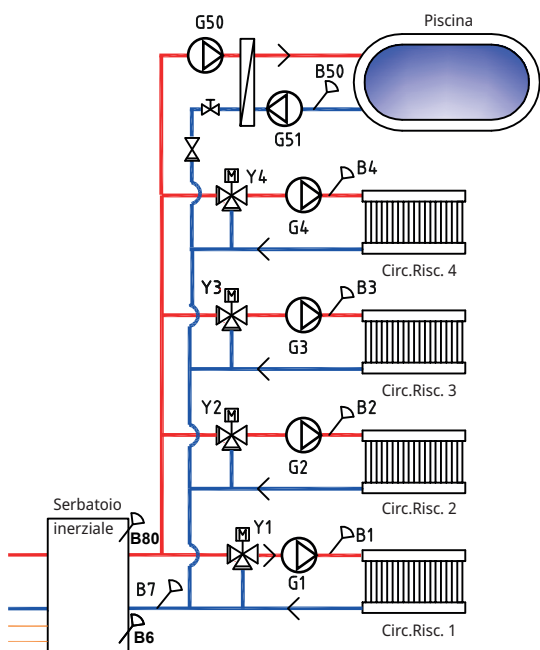 G50
Piscina
B50
G51
Y4
M
B4
G4
Circ.Risc. 4
Y3
M
B3
G3
Circ.Risc. 3
Y2
M
B2
G2
Circ.Risc. 2
Serbatoio
inerziale
B80
Y1
M
B1
G1
B7
B6
Circ.Risc. 1